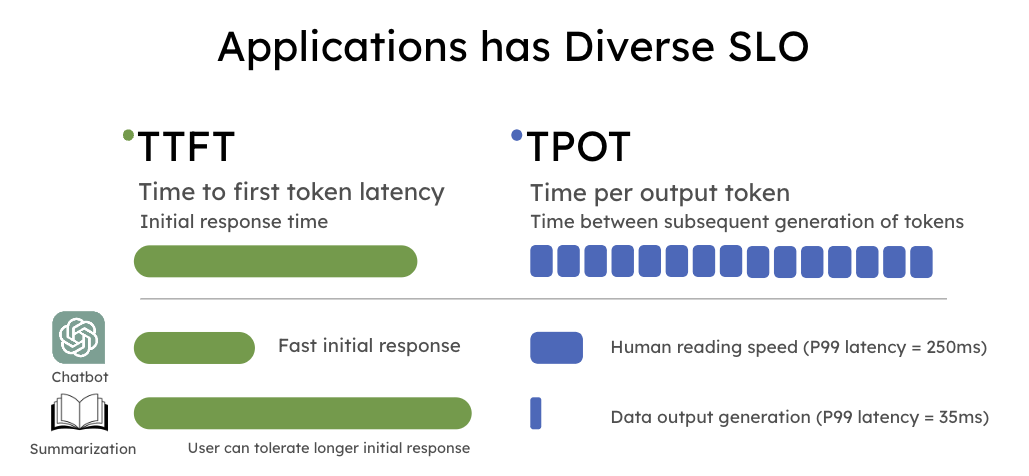 Applications has Diverse SLO
TTFT
Time to first token latency
Initial response time
TPOT
Time per output token
Time between subsequent generation of tokens
Chatbot
Fast initial response
Human reading speed (P99 latency = 250ms)
Summarization
User can tolerate longer initial response
Data output generation (P99 latency = 35ms)